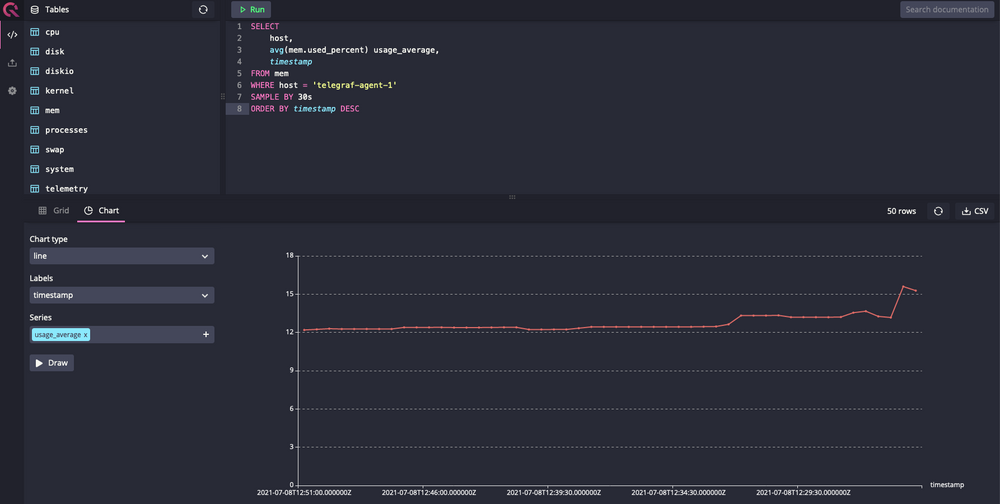 Tables
Run
Search documentation
cpu
disk
diskio
kernel
mem
processes
swap
system
telemetry
1 SELECT
2 host,
3 avg(mem.used_percent) usage_average,
4 timestamp
5 FROM mem
6 WHERE host = 'telegraf-agent-1'
7 SAMPLE BY 30s
8 ORDER BY timestamp DESC
Grid
Chart
50 rows
CSV
Chart type
line
Labels
timestamp
Series
usage_average x
+
Draw
18
15
12
9
6
3
0
2021-07-08T12:51:00.000000Z
2021-07-08T12:46:00.000000Z
2021-07-08T12:39:30.000000Z
2021-07-08T12:34:30.000000Z
2021-07-08T12:29:30.000000Z
timestamp